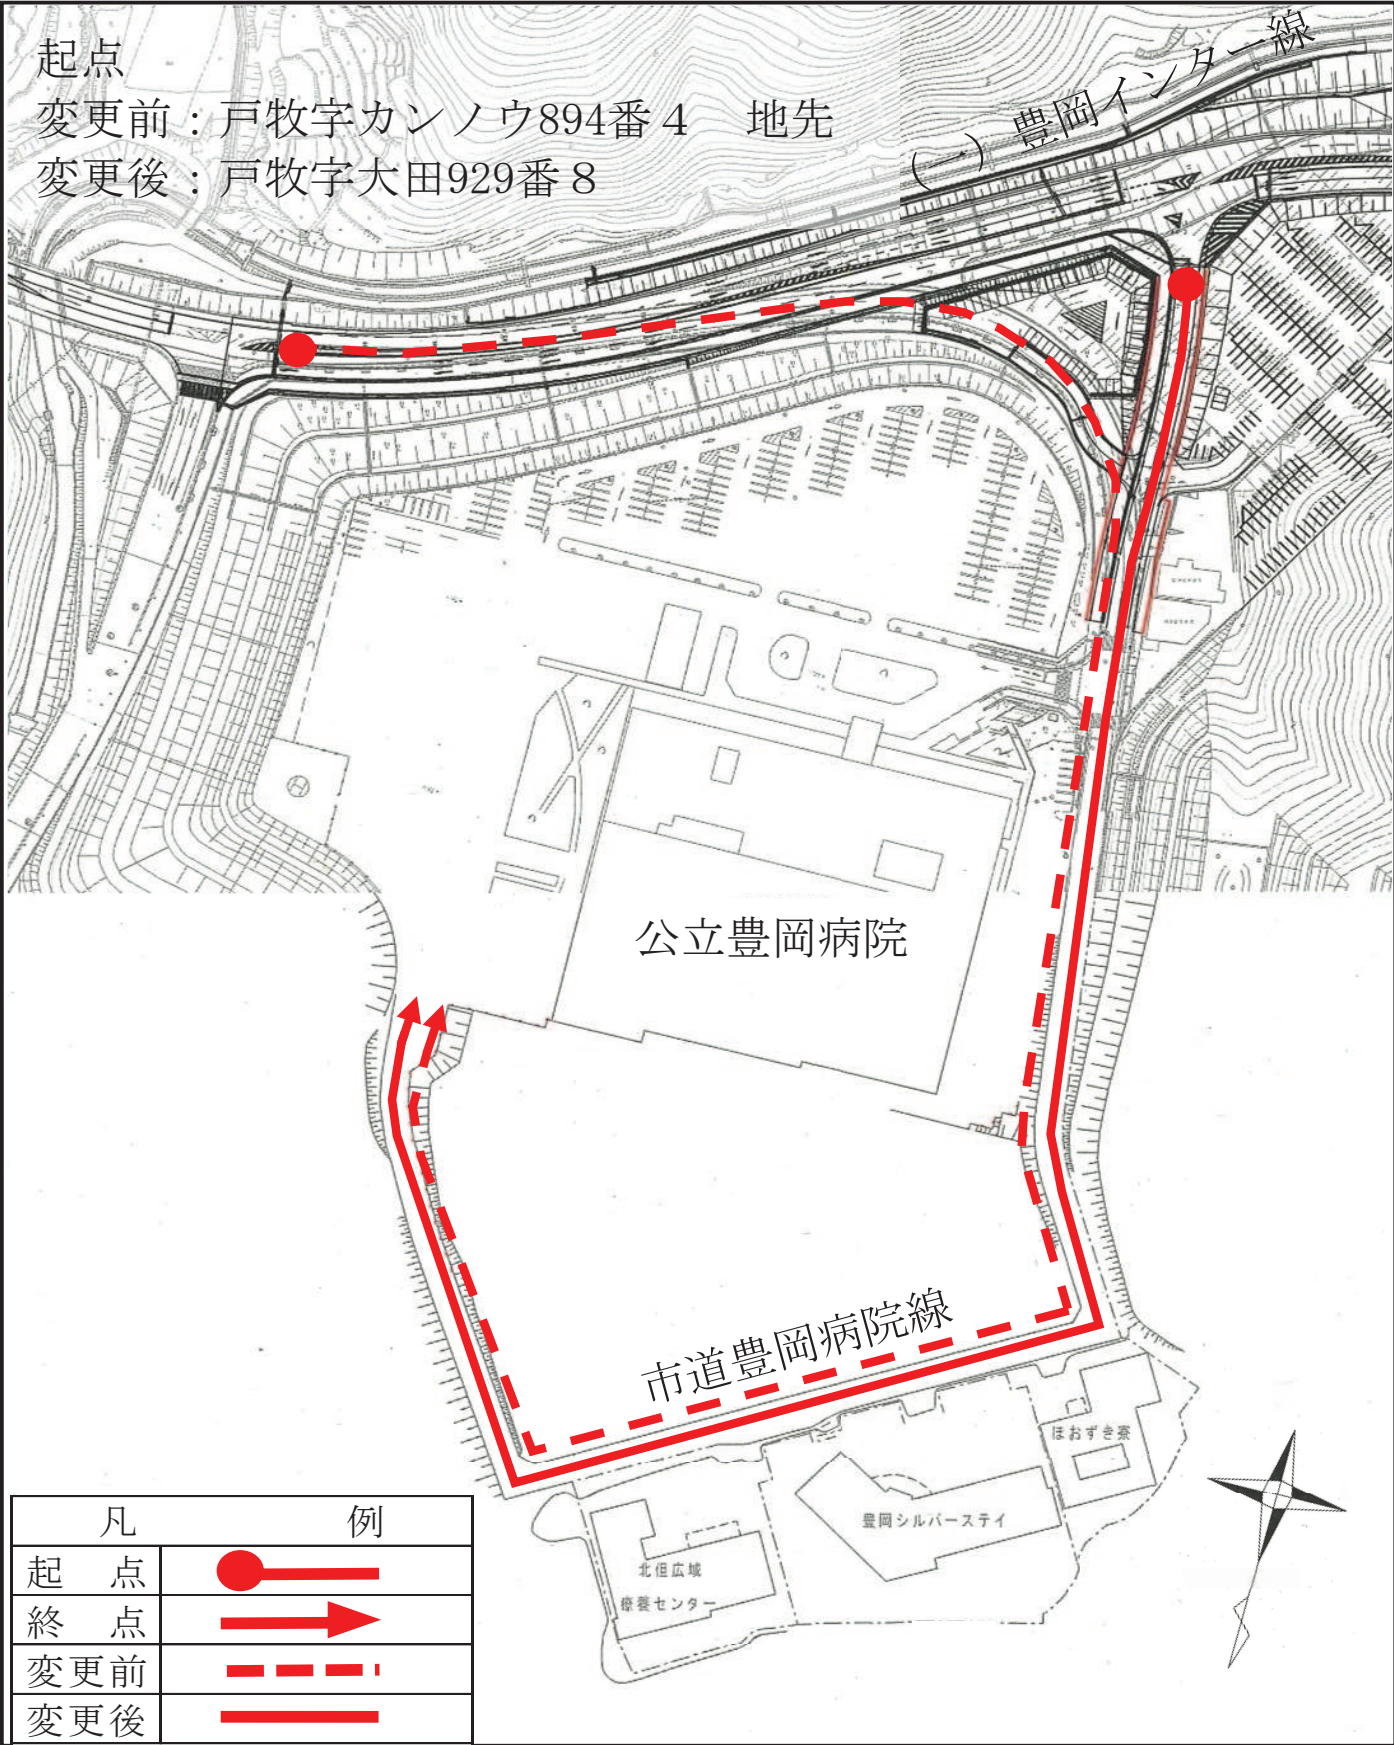 起点
変更前：戸牧字カンノウ894番４　地先
変更後：戸牧字大田929番８
（一）豊岡インター線
公立豊岡病院
市道豊岡病院線
ほおずき寮
豊岡シルバーステイ
北但広域
療養センター
凡　例
起　点
終　点
変更前
変更後